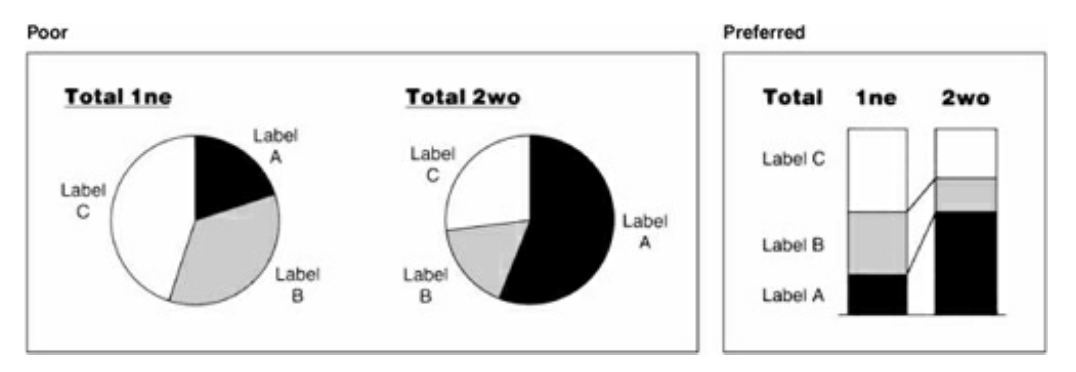 Poor
Total 1ne
Label
A
Label
B
Label
C
Total 2wo
Label
A
Label
B
Label
C
Preferred
Total 1ne 2wo
Label C
Label B
Label A